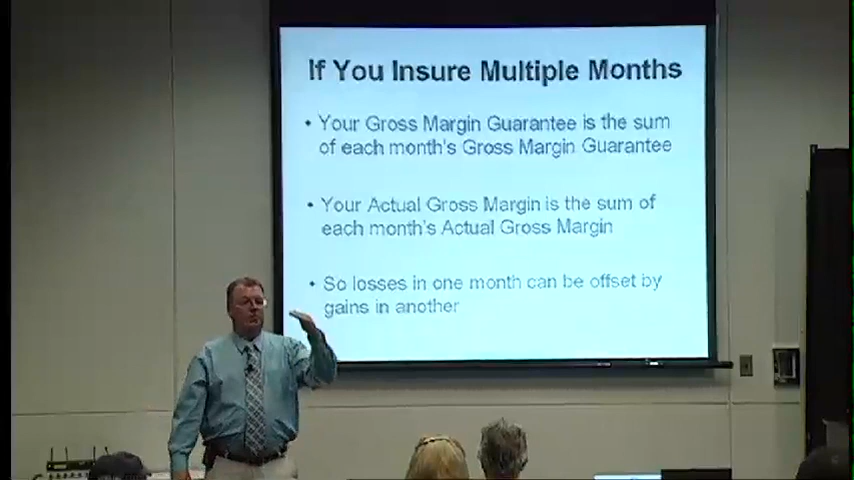 If You Insure Multiple Months
• Your Gross Margin Guarantee is the sum
of each month's Gross Margin Guarantee
• Your Actual Gross Margin is the sum of
each month's Actual Gross Margin
• So losses in one month can be offset by
gains in another